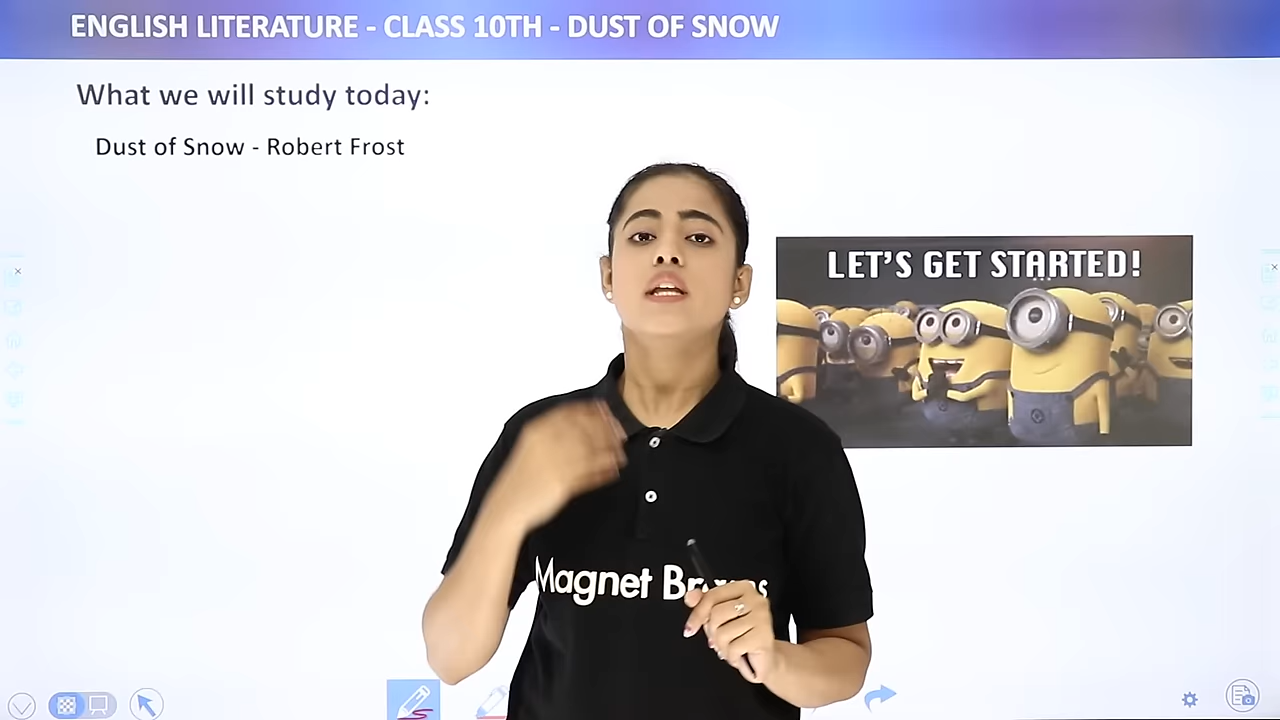 ENGLISH LITERATURE - CLASS 10TH - DUST OF SNOW
What we will study today:
Dust of Snow - Robert Frost
LET'S GET STARTED!
Magnet